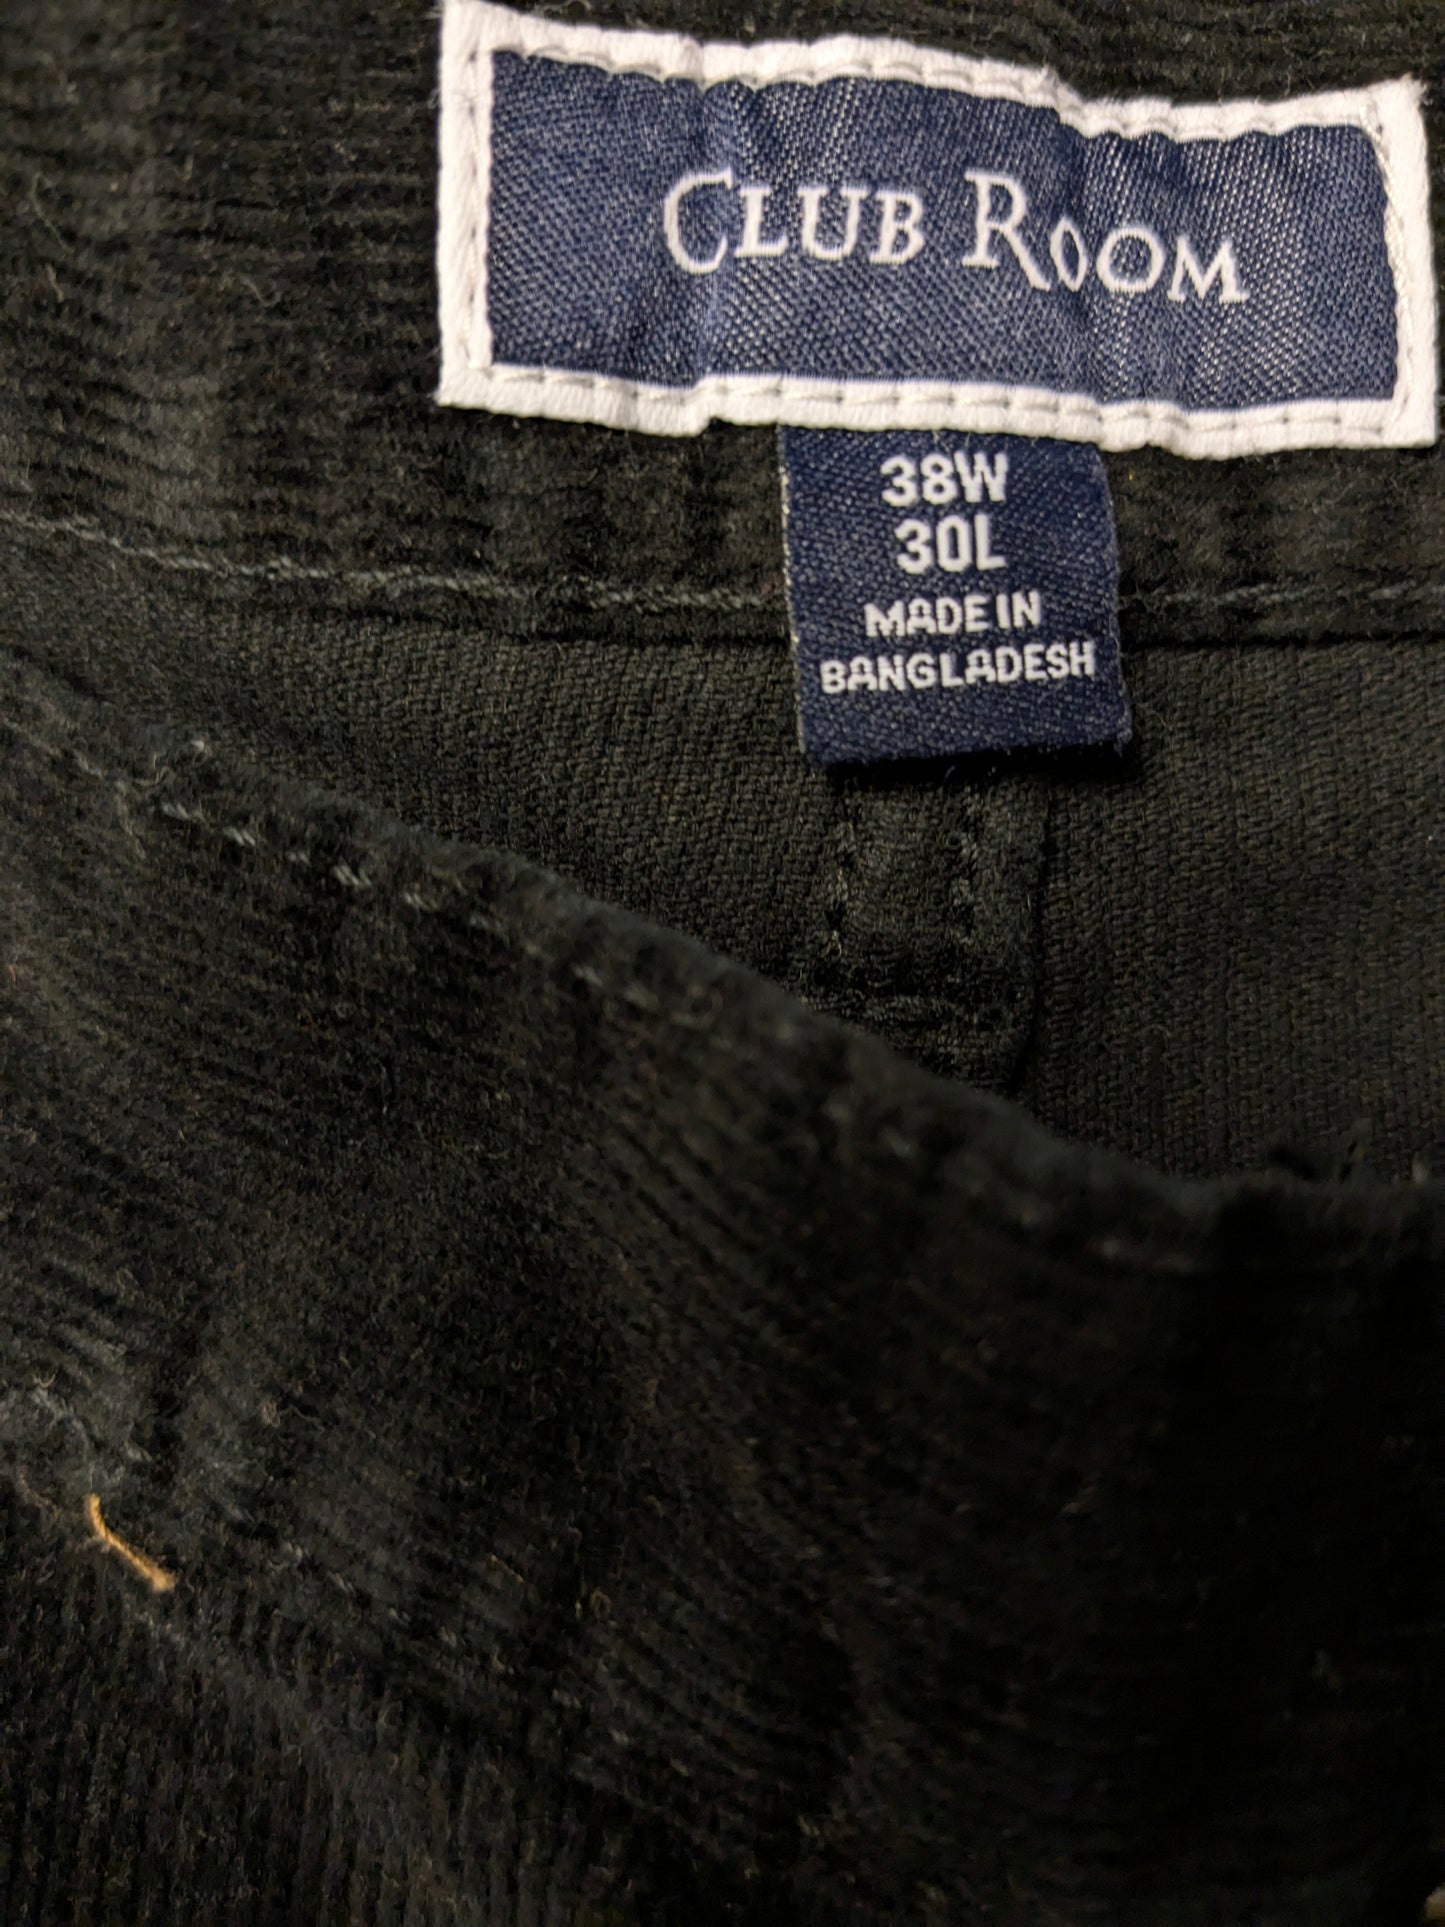 CLUB ROOM
38W
30L
MADE IN
BANGLADESH